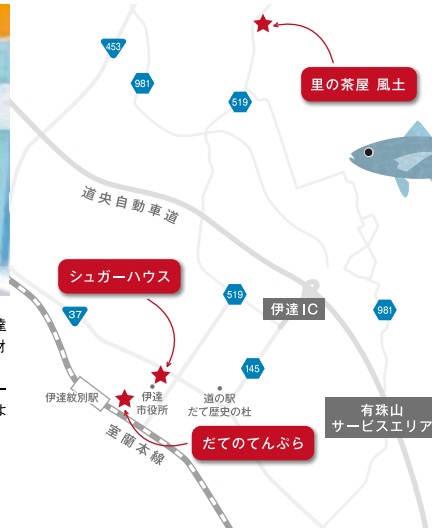 453
981
里の茶屋 風土
519
道央自動車道
シュガーハウス
519
伊達IC
37
981
145
伊達紋別駅
伊達
市役所
道の駅
だて歴史の杜
有珠山
サービスエリア
だてのてんぷら
室蘭本線
達
材
よ